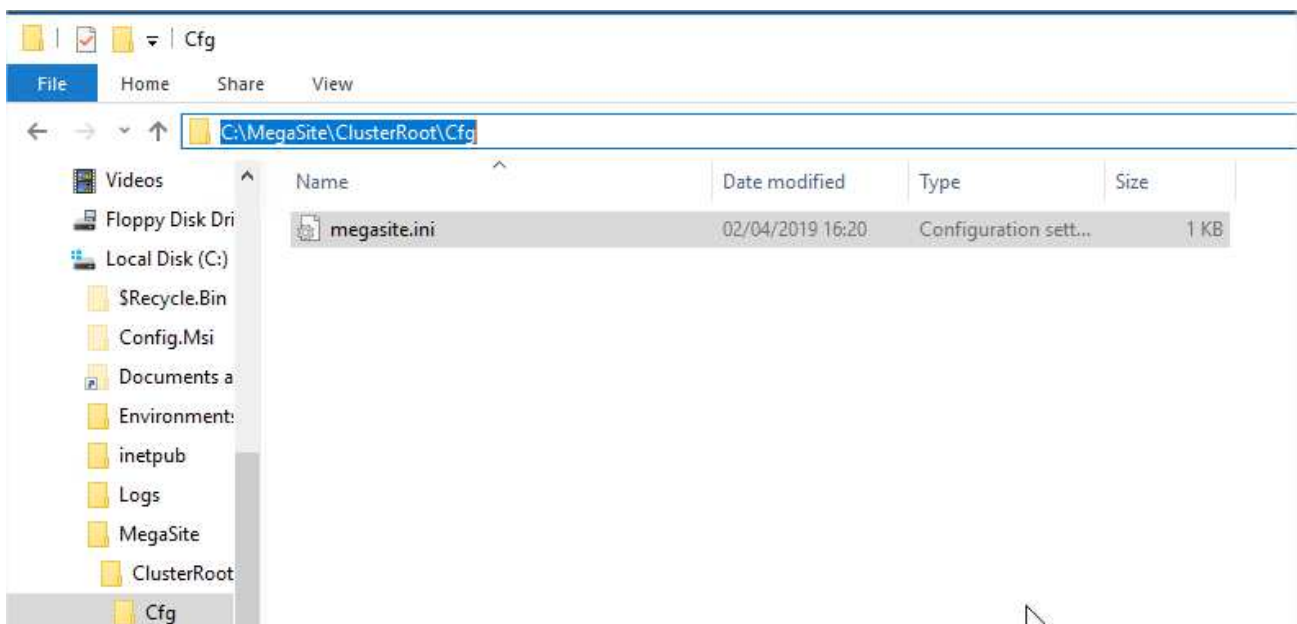 Cfg
File Home Share View
C:\MegaSite\ClusterRoot\Cfg
Name Date modified Type Size
megasite.ini 02/04/2019 16:20 Configuration sett... 1 KB
Videos
Floppy Disk Dri
Local Disk (C:)
$Recycle.Bin
Config.Msi
Documents a
Environments
inetpub
Logs
MegaSite
ClusterRoot
Cfg